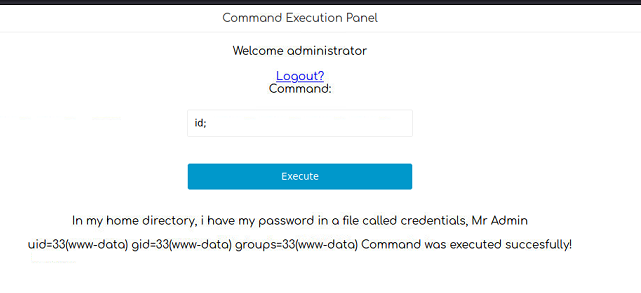 Command Execution Panel
Welcome administrator
Logout?
Command:
id;
Execute
In my home directory, i have my password in a file called credentials, Mr Admin
uid=33(www-data) gid=33(www-data) groups=33(www-data) Command was executed succesfully!